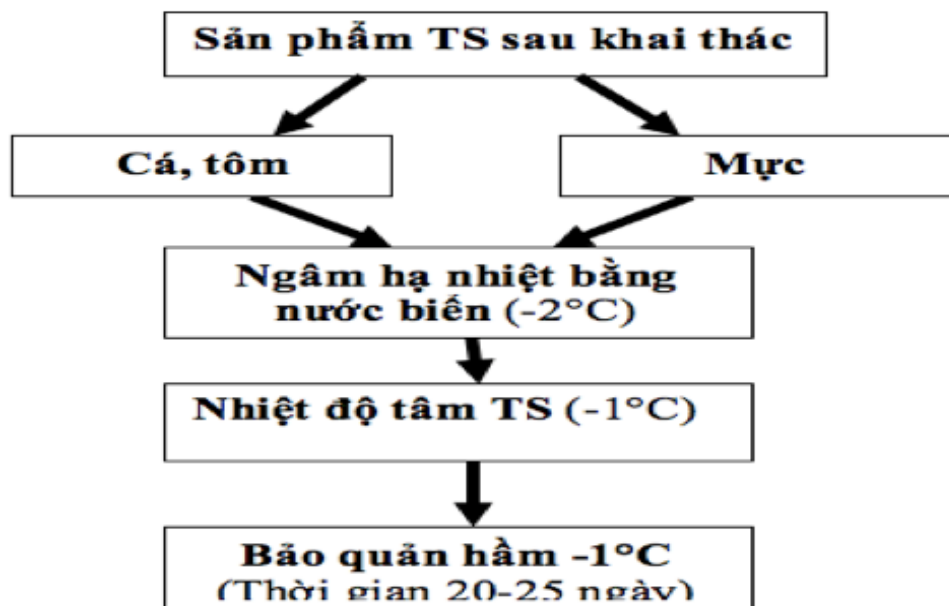 Sản phẩm TS sau khai thác
Cá, tôm
Mực
Ngâm hạ nhiệt bằng
nước biến (-2°C)
Nhiệt độ tâm TS (-1°C)
Bảo quản hầm -1°C
(Thời gian 20-25 ngày)